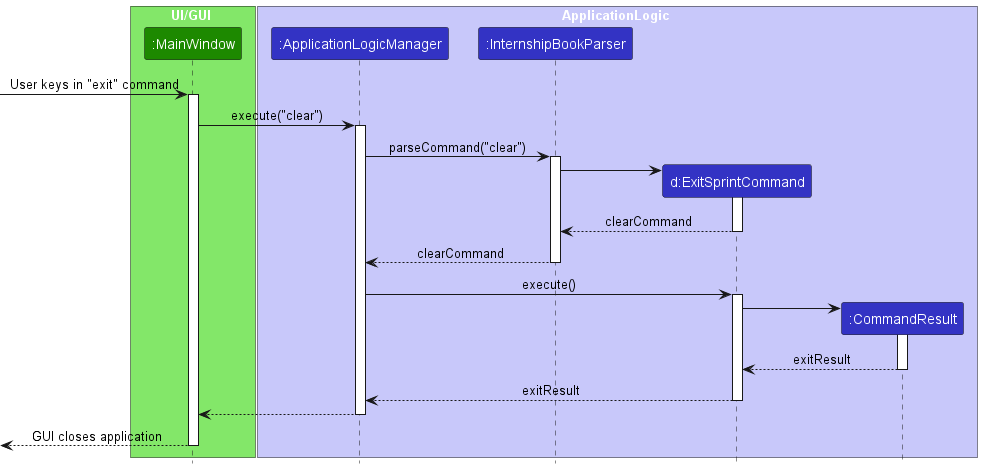 UI/GUI
ApplicationLogic
:MainWindow
:ApplicationLogicManager
:InternshipBookParser
User keys in "exit" command
execute("clear")
parseCommand("clear")
d:ExitSprintCommand
clearCommand
clearCommand
execute()
:CommandResult
exitResult
exitResult
GUI closes application